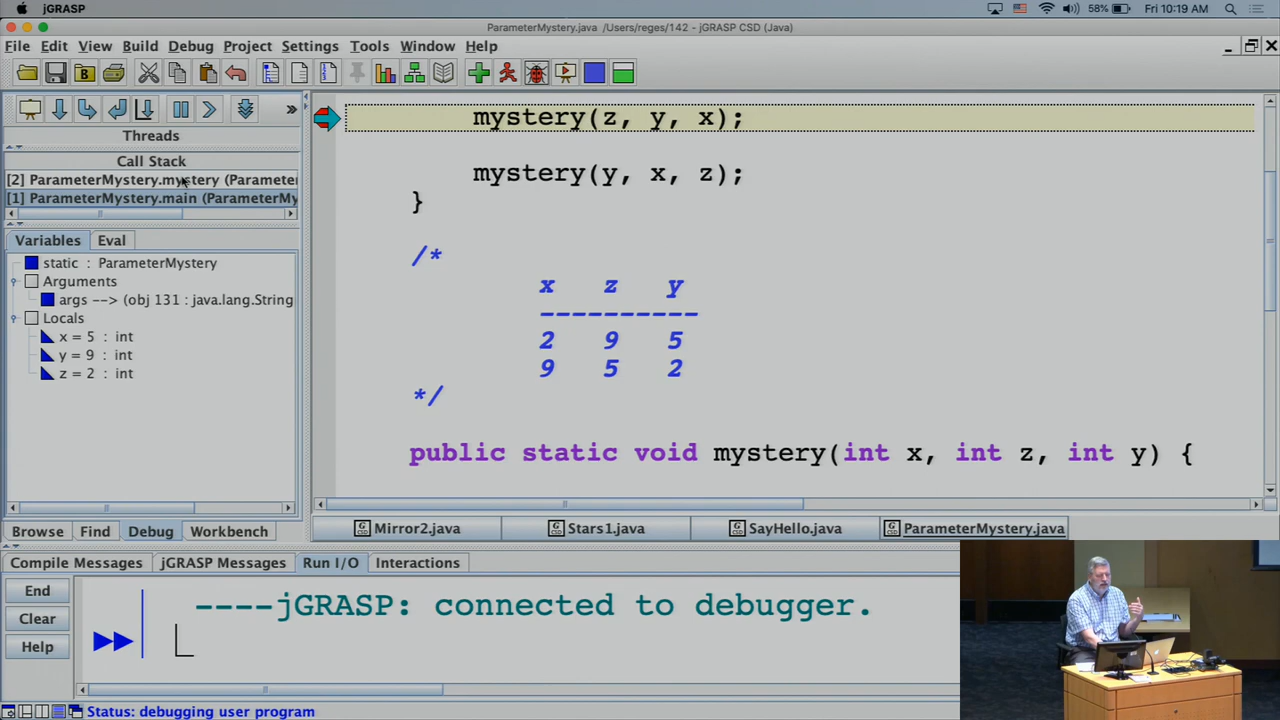 jGRASP 58% Fri 10:19 AM
ParameterMystery.java /Users/reges/142 - jGRASP CSD (Java)
File Edit View Build Debug Project Settings Tools Window Help
B
»
Threads
Call Stack
[2] ParameterMystery.mystery (Paramete
[1] ParameterMystery.main (ParameterMy
Variables Eval
static : ParameterMystery
Arguments
args --> (obj 131 : java.lang.String
Locals
x = 5 : int
y = 9 : int
z = 2 : int
Browse Find Debug Workbench
mystery(z, y, x);
mystery(y, x, z);
}
/*
x z y
----------
2 9 5
9 5 2
*/
public static void mystery(int x, int z, int y) {
Mirror2.java Stars1.java SayHello.java ParameterMystery.java
Compile Messages jGRASP Messages Run I/O Interactions
End
Clear
Help
----jGRASP: connected to debugger.
Status: debugging user program